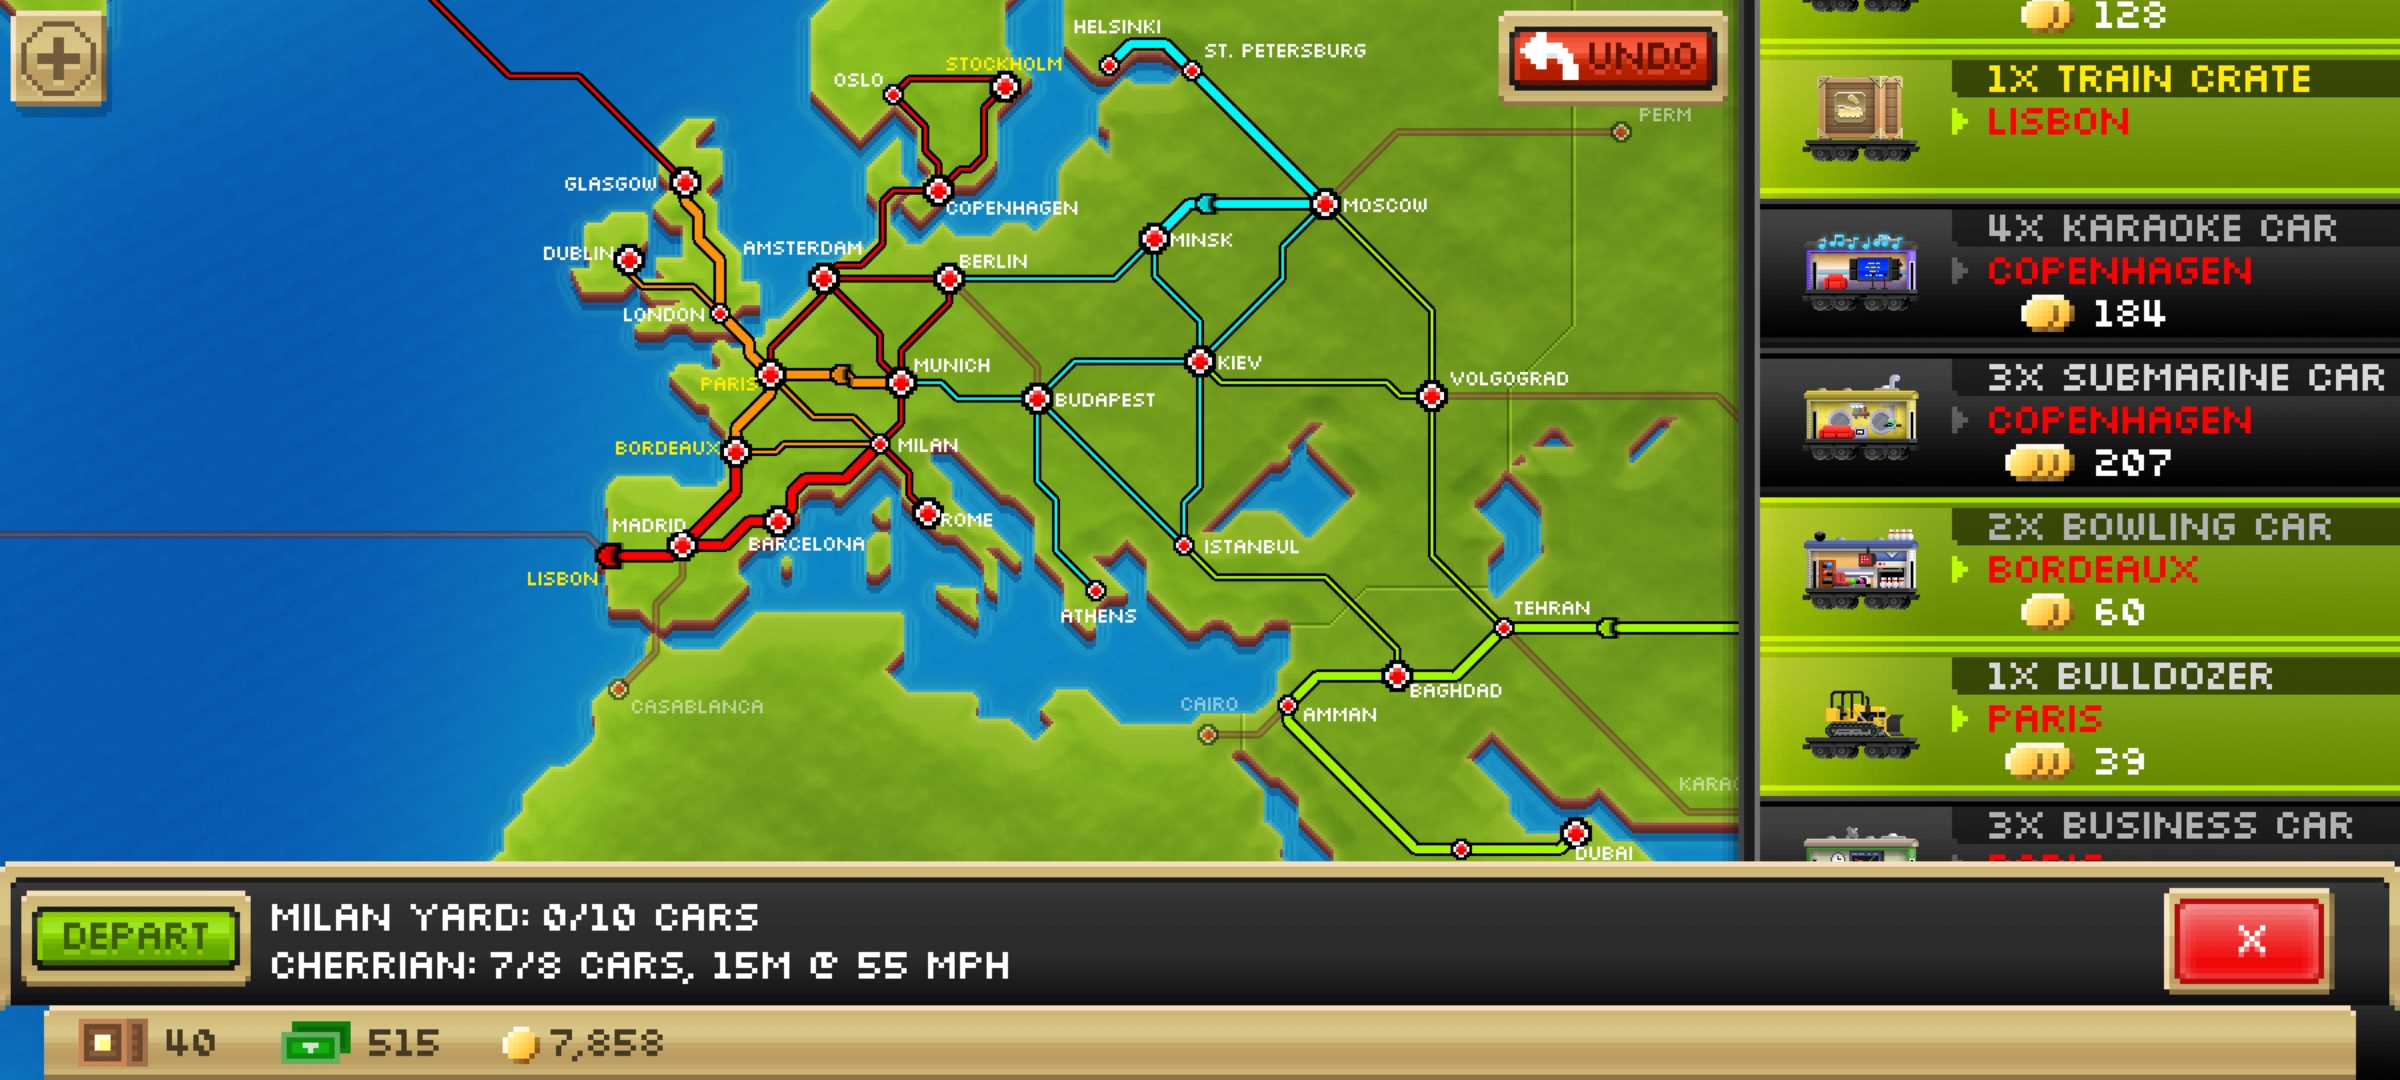 HELSINKI
ST. PETERSBURG
UNDO
STOCKHOLM
OSLO
PERM
GLASGOW
COPENHAGEN
MOSCOW
MINSK
DUBLIN
AMSTERDAM
BERLIN
LONDON
MUNICH
KIEV
PARIS
BUDAPEST
VOLGOGRAD
BORDEAUX
MILAN
MADRID
ROME
BARCELONA
ISTANBUL
LISBON
ATHENS
TEHRAN
CASABLANCA
CAIRO
AMMAN
BAGHDAD
DUBAI
128
1X TRAIN CRATE
LISBON
4X KARAOKE CAR
COPENHAGEN
184
3X SUBMARINE CAR
COPENHAGEN
207
2X BOWLING CAR
BORDEAUX
60
1X BULLDOZER
PARIS
39
3X BUSINESS CAR
DEPART
MILAN YARD: 0/10 CARS
CHERRIAN: 7/8 CARS, 15M @ 55 MPH
X
40
515
7,858